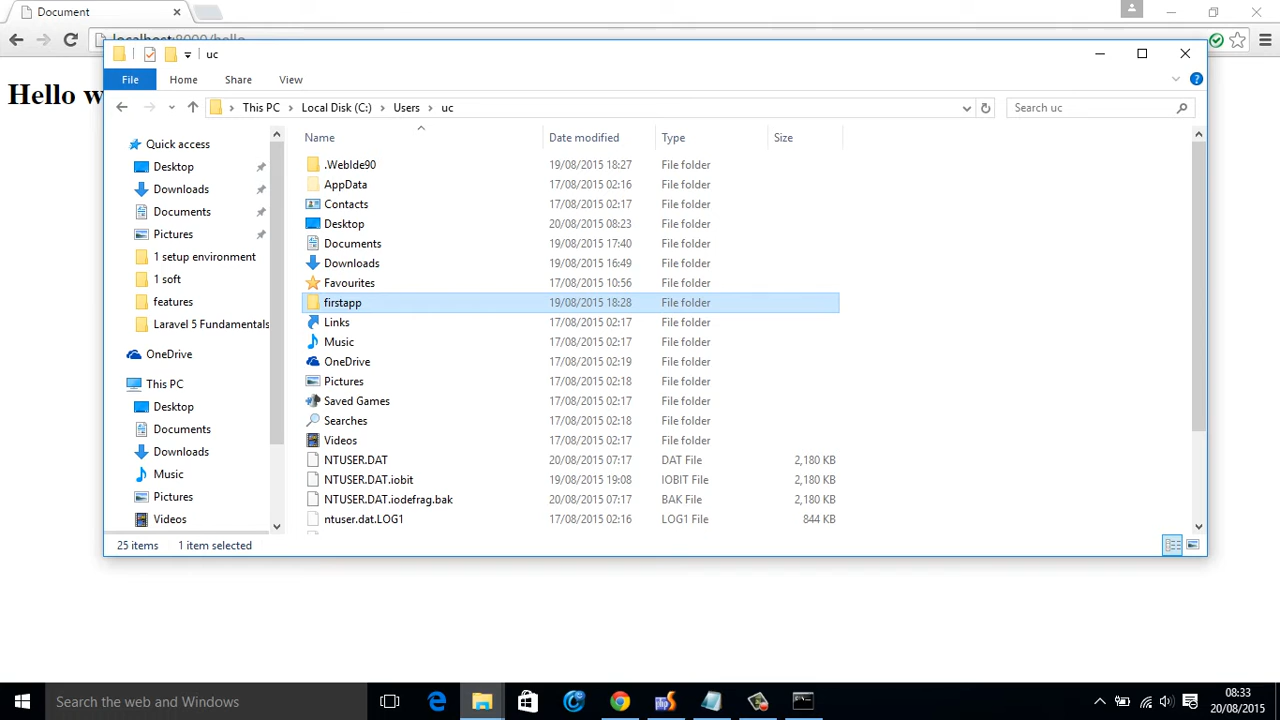 Document
localhost:8000/hello
uc
Hello w
File Home Share View
This PC Local Disk (C:) Users uc
Search uc
Name Date modified Type Size
Quick access
Desktop
Downloads
Documents
Pictures
1 setup environment
1 soft
features
Laravel 5 Fundamentals
OneDrive
This PC
Desktop
Documents
Downloads
Music
Pictures
Videos
.WebIde90 19/08/2015 18:27 File folder
AppData 17/08/2015 02:16 File folder
Contacts 17/08/2015 02:17 File folder
Desktop 20/08/2015 08:23 File folder
Documents 19/08/2015 17:40 File folder
Downloads 19/08/2015 16:49 File folder
Favourites 17/08/2015 10:56 File folder
firstapp 19/08/2015 18:28 File folder
Links 17/08/2015 02:17 File folder
Music 17/08/2015 02:17 File folder
OneDrive 17/08/2015 02:19 File folder
Pictures 17/08/2015 02:18 File folder
Saved Games 17/08/2015 02:17 File folder
Searches 17/08/2015 02:18 File folder
Videos 17/08/2015 02:17 File folder
NTUSER.DAT 20/08/2015 07:17 DAT File 2,180 KB
NTUSER.DAT.iobit 19/08/2015 19:08 IOBIT File 2,180 KB
NTUSER.DAT.iodefrag.bak 20/08/2015 07:17 BAK File 2,180 KB
ntuser.dat.LOG1 17/08/2015 02:16 LOG1 File 844 KB
25 items 1 item selected
Search the web and Windows
08:33
20/08/2015